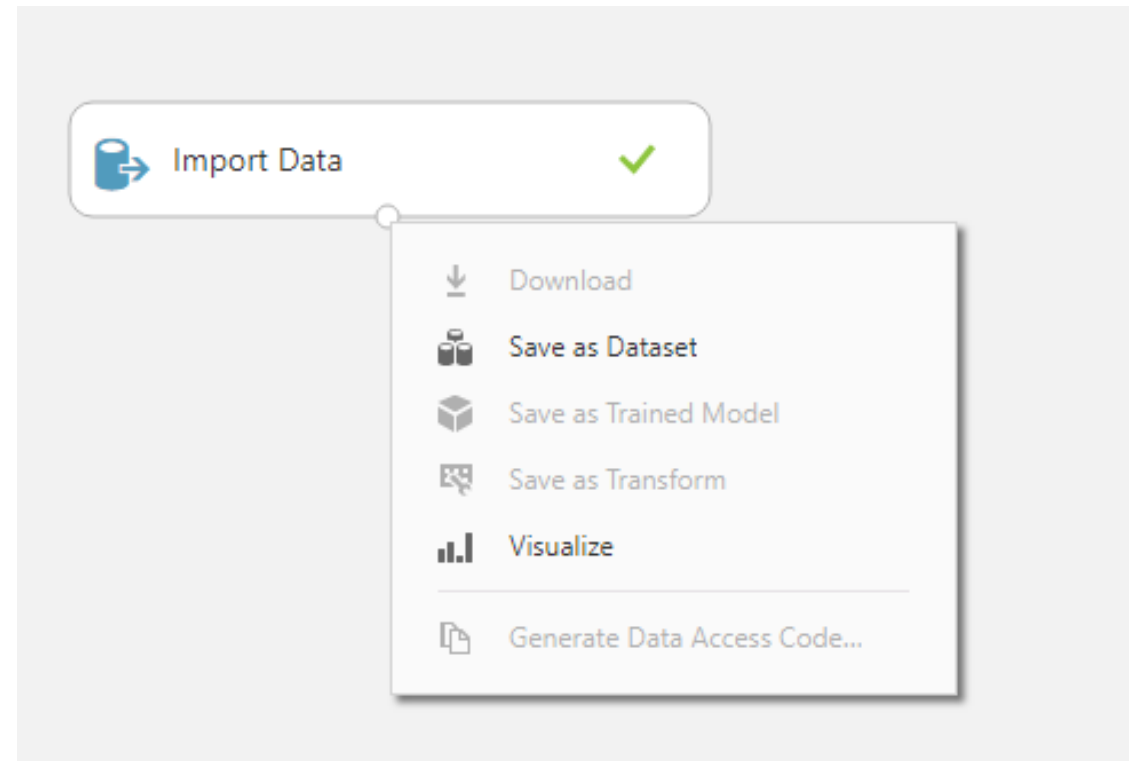 Import Data
Download
Save as Dataset
Save as Trained Model
Save as Transform
Visualize
Generate Data Access Code...